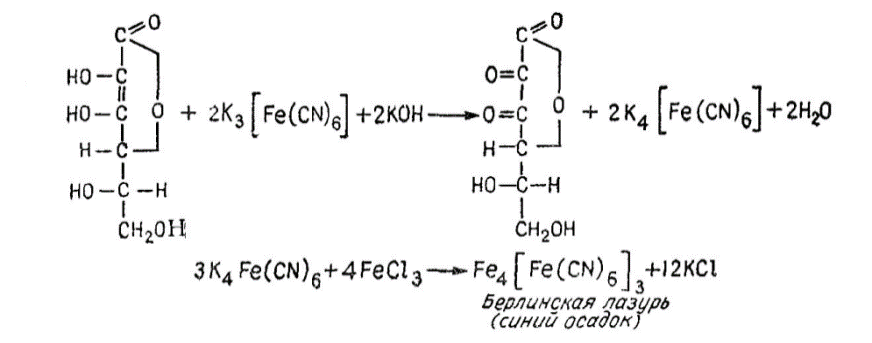 C=O C=O
HO–C O=C
HO–C O + 2K₃[Fe(CN)₆]+2KOH→O=C O + 2K₄[Fe(CN)₆]+2H₂O
H–C H–C
HO–C–H HO–C–H
CH₂OH CH₂OH
3K₄Fe(CN)₆+4FeCl₃→Fe₄[Fe(CN)₆]₃+12KCl
Берлинская лазурь
(синий осадок)